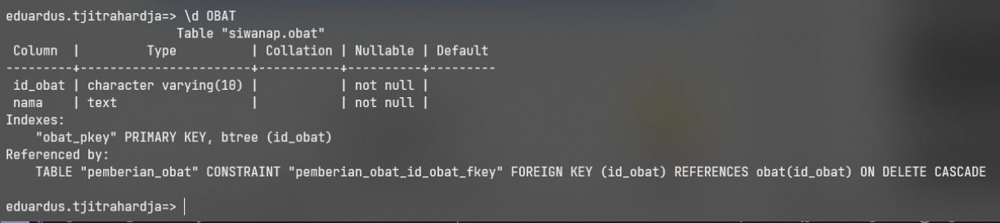 eduardus.tjitrahardja=> \d OBAT
                      Table "siwanap.obat"
 Column  |         Type          | Collation | Nullable | Default
---------+-----------------------+-----------+----------+---------
 id_obat | character varying(10) |           | not null |
 nama    | text                  |           | not null |
Indexes:
    "obat_pkey" PRIMARY KEY, btree (id_obat)
Referenced by:
    TABLE "pemberian_obat" CONSTRAINT "pemberian_obat_id_obat_fkey" FOREIGN KEY (id_obat) REFERENCES obat(id_obat) ON DELETE CASCADE
eduardus.tjitrahardja=>